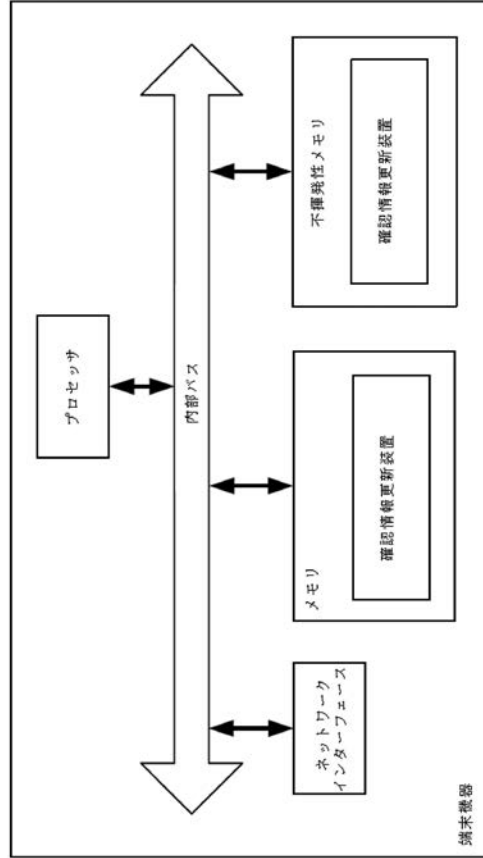 プロセッサ
内部バス
ネットワーク
インターフェース
メモリ
確認情報更新装置
不揮発性メモリ
確認情報更新装置
端末機器